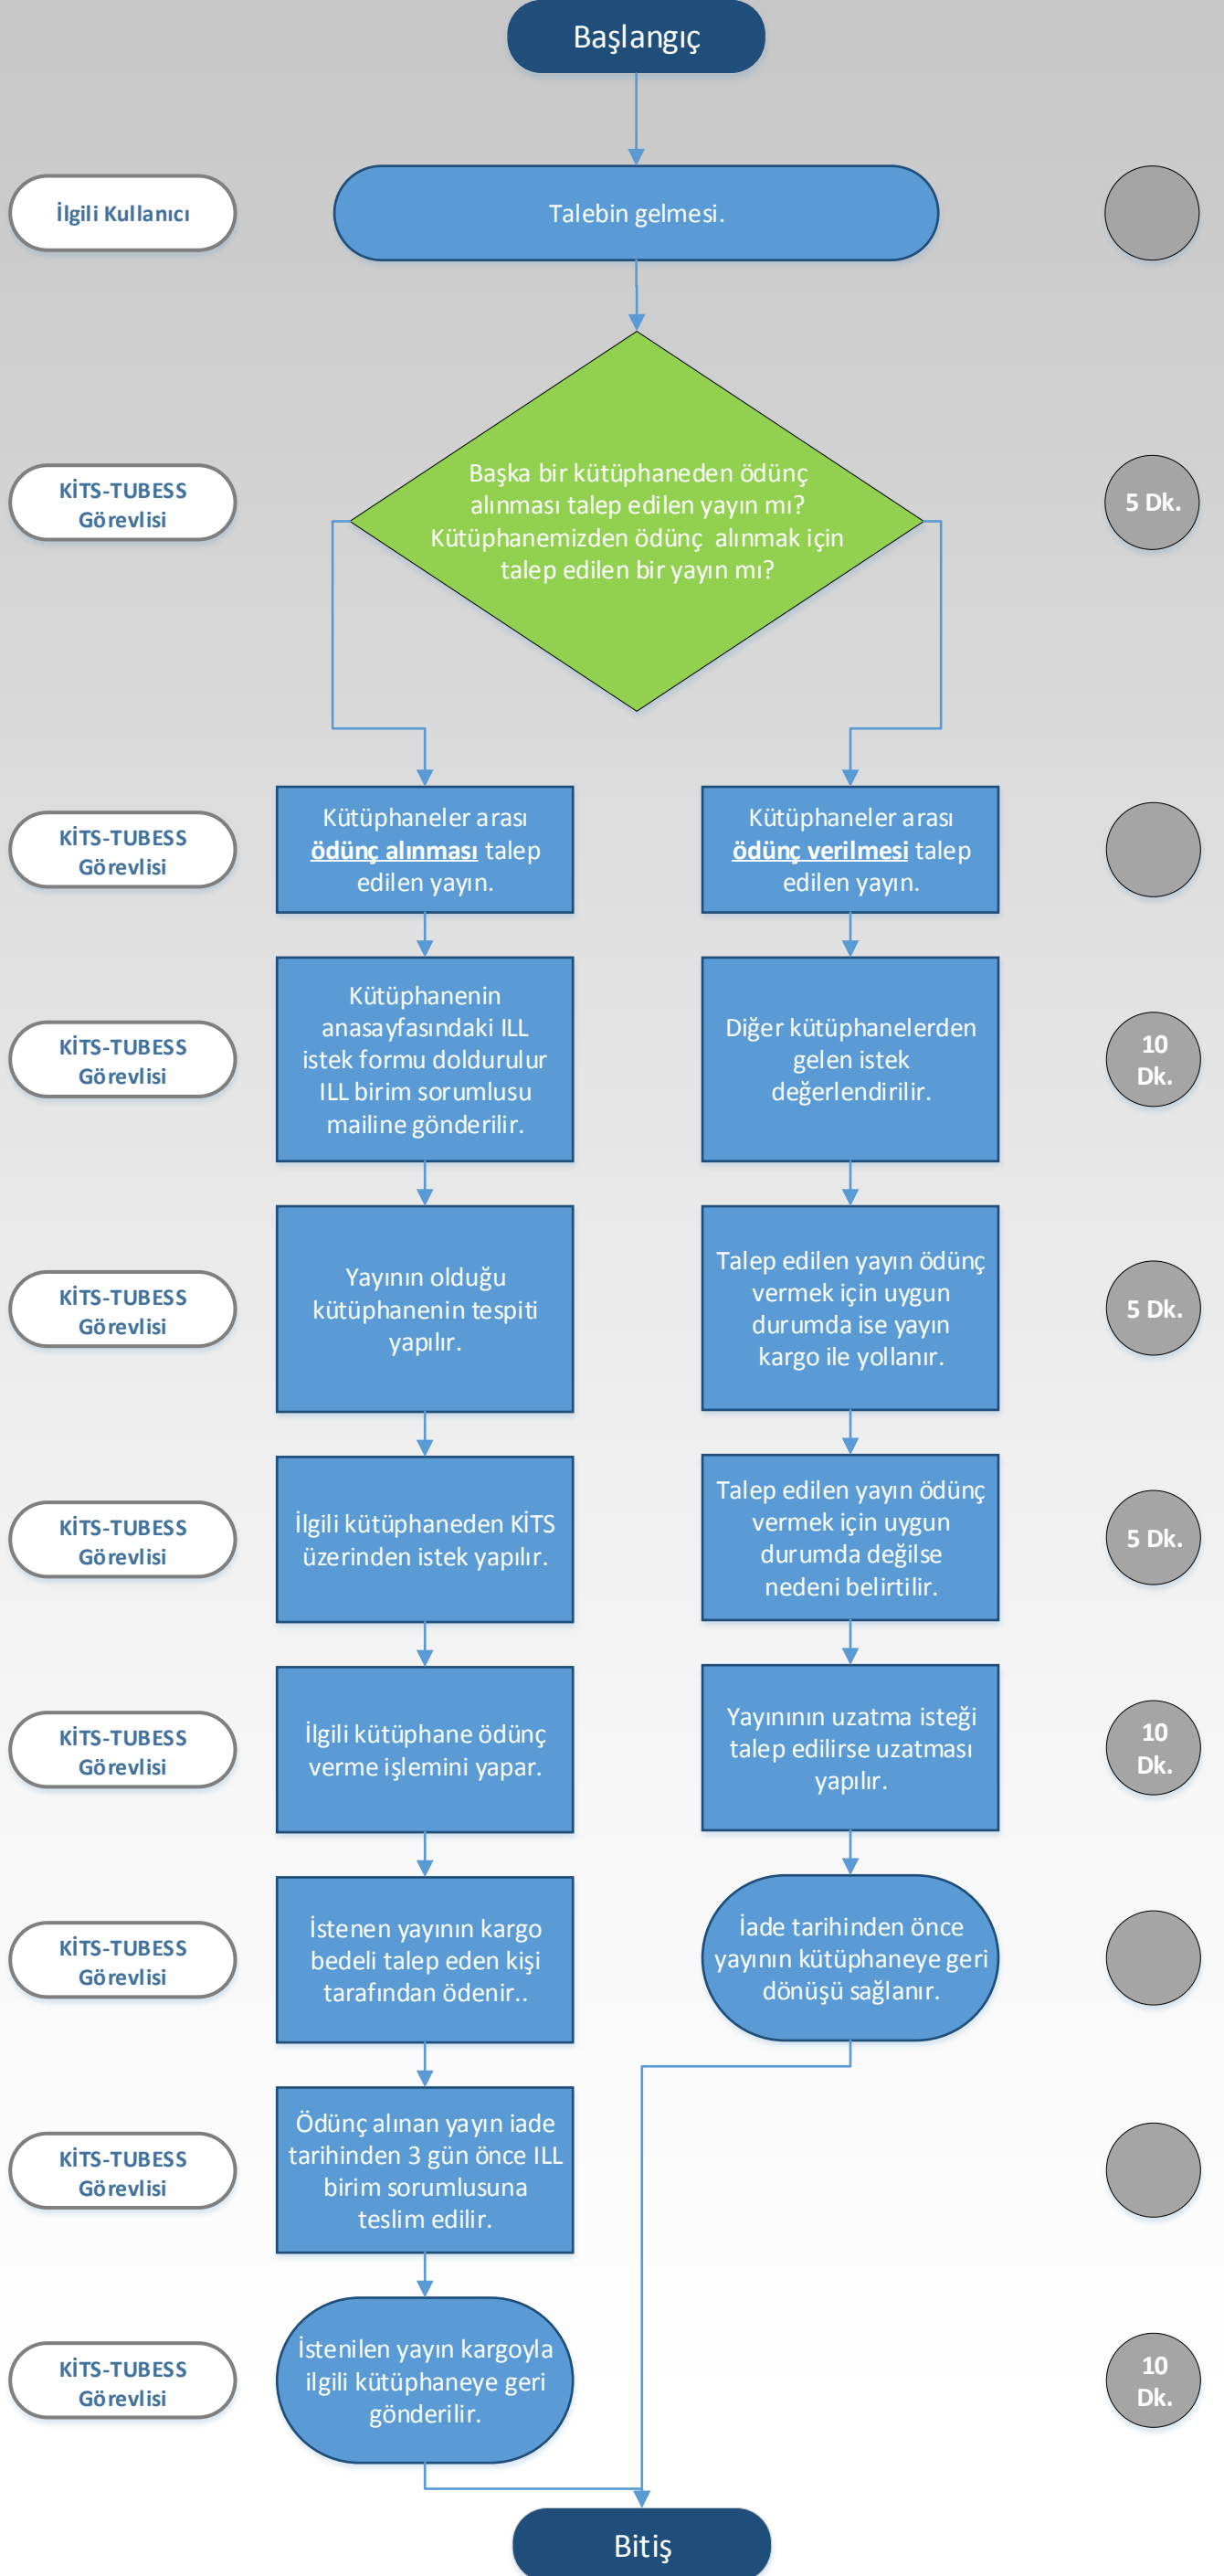 Başlangıç
İlgili Kullanıcı
Talebin gelmesi.
KİTS-TUBESS
Görevlisi
Başka bir kütüphaneden ödünç
alınması talep edilen yayın mı?
Kütüphanemizden ödünç alınmak için
talep edilen bir yayın mı?
5 Dk.
KİTS-TUBESS
Görevlisi
Kütüphaneler arası
ödünç alınması talep
edilen yayın.
Kütüphaneler arası
ödünç verilmesi talep
edilen yayın.
KİTS-TUBESS
Görevlisi
Kütüphanenin
anasayfasındaki ILL
istek formu doldurulur
ILL birim sorumlusu
mailine gönderilir.
Diğer kütüphanelerden
gelen istek
değerlendirilir.
10
Dk.
KİTS-TUBESS
Görevlisi
Yayının olduğu
kütüphanenin tespiti
yapılır.
Talep edilen yayın ödünç
vermek için uygun
durumda ise yayın
kargo ile yollanır.
5 Dk.
KİTS-TUBESS
Görevlisi
İlgili kütüphaneden KİTS
üzerinden istek yapılır.
Talep edilen yayın ödünç
vermek için uygun
durumda değilse
nedeni belirtilir.
5 Dk.
KİTS-TUBESS
Görevlisi
İlgili kütüphane ödünç
verme işlemini yapar.
Yayınının uzatma isteği
talep edilirse uzatması
yapılır.
10
Dk.
KİTS-TUBESS
Görevlisi
İstenen yayının kargo
bedeli talep eden kişi
tarafından ödenir..
İade tarihinden önce
yayının kütüphaneye geri
dönüşü sağlanır.
KİTS-TUBESS
Görevlisi
Ödünç alınan yayın iade
tarihinden 3 gün önce ILL
birim sorumlusuna
teslim edilir.
KİTS-TUBESS
Görevlisi
İstenilen yayın kargoyla
ilgili kütüphaneye geri
gönderilir.
10
Dk.
Bitiş